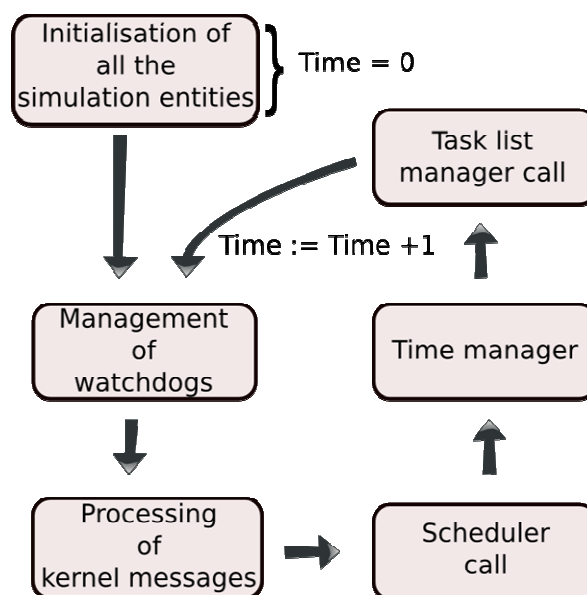 Initialisation of
all the
simulation entities
Time = 0
Task list
manager call
Time := Time +1
Management
of
watchdogs
Time manager
Processing
of
kernel messages
Scheduler
call